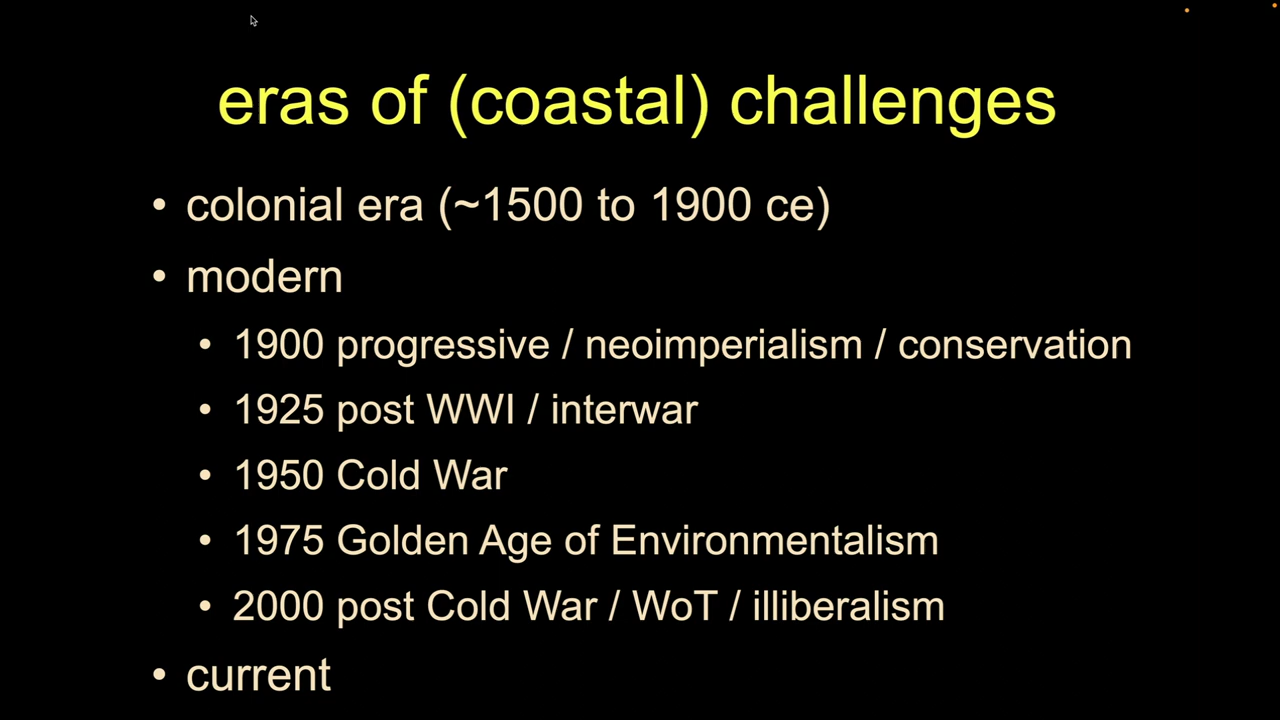 eras of (coastal) challenges
• colonial era (~1500 to 1900 ce)
• modern
• 1900 progressive / neoimperialism / conservation
• 1925 post WWI / interwar
• 1950 Cold War
• 1975 Golden Age of Environmentalism
• 2000 post Cold War / WoT / illiberalism
• current